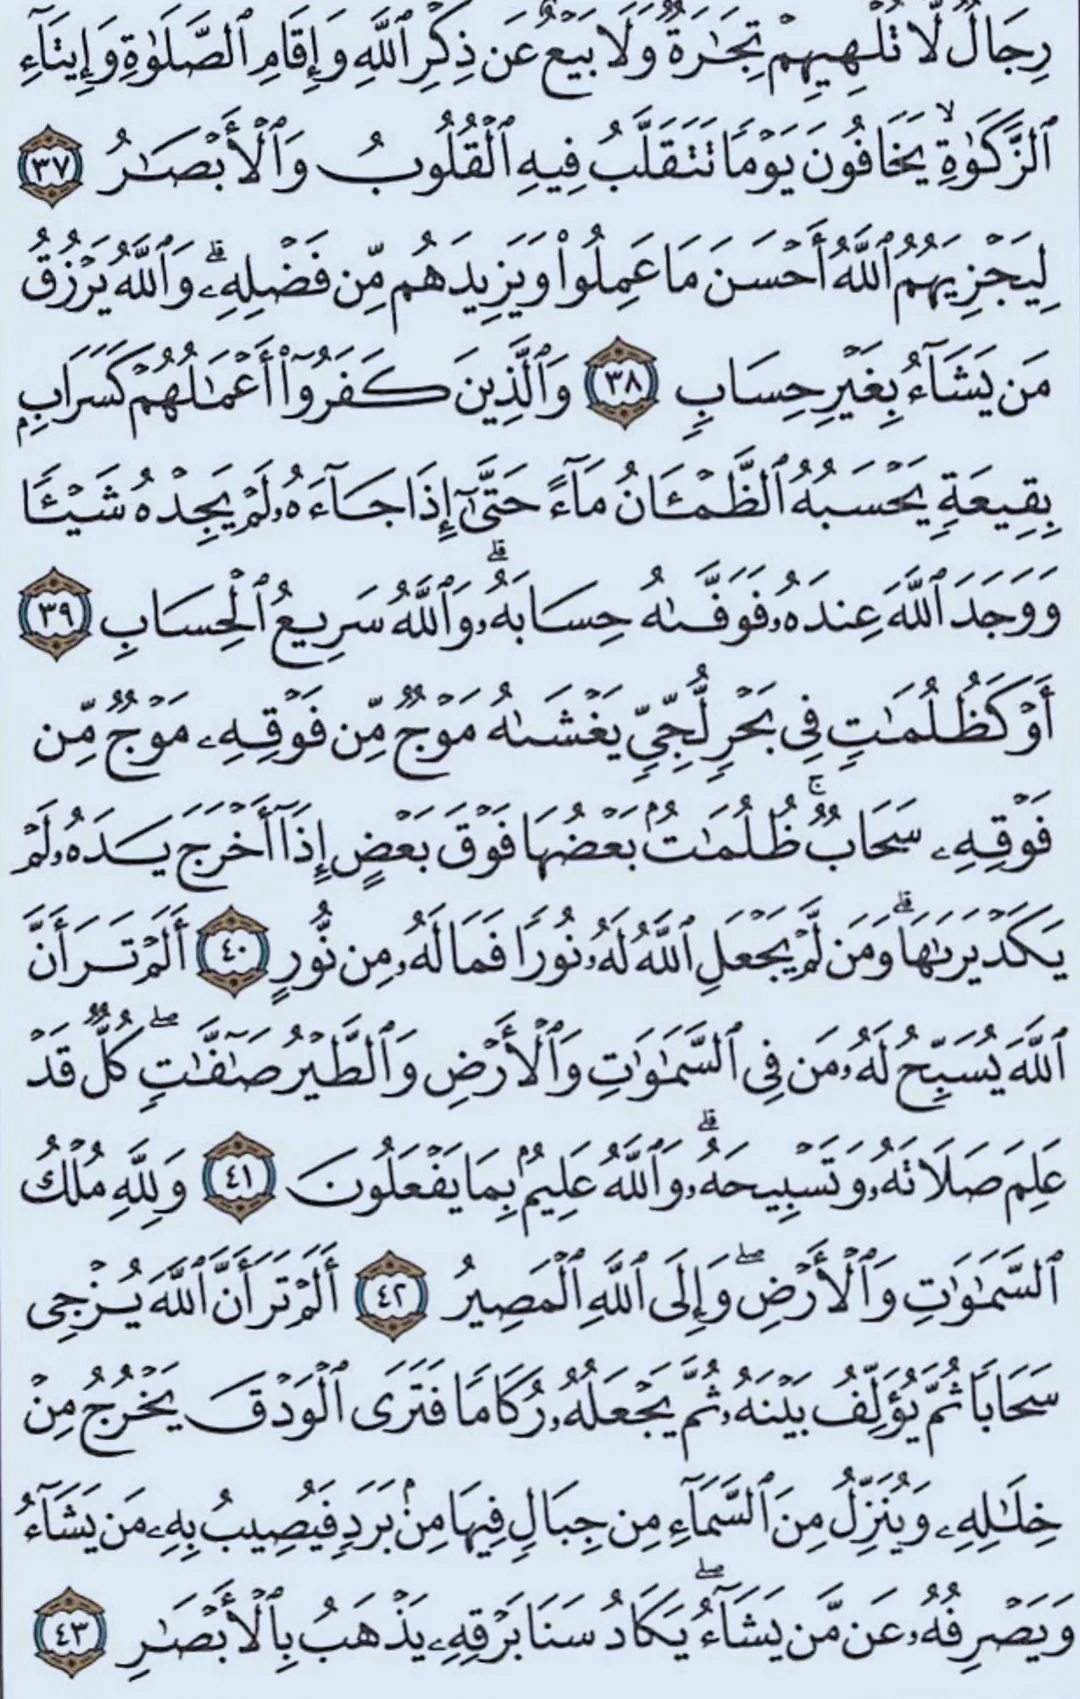 رِجَالٌ لَّا تُلْهِيهِمْ تِجَٰرَةٌ وَلَا بَيْعٌ عَن ذِكْرِ ٱللَّهِ وَإِقَامِ ٱلصَّلَوٰةِ وَإِيتَآءِ
ٱلزَّكَوٰةِ ۙ يَخَافُونَ يَوْمًا تَتَقَلَّبُ فِيهِ ٱلْقُلُوبُ وَٱلْأَبْصَٰرُ ٣٧
لِيَجْزِيَهُمُ ٱللَّهُ أَحْسَنَ مَا عَمِلُوا۟ وَيَزِيدَهُم مِّن فَضْلِهِۦ ۗ وَٱللَّهُ يَرْزُقُ
مَن يَشَآءُ بِغَيْرِ حِسَابٍ ٣٨ وَٱلَّذِينَ كَفَرُوٓا۟ أَعْمَٰلُهُمْ كَسَرَابٍۭ
بِقِيعَةٍ يَحْسَبُهُ ٱلظَّمْـَٔانُ مَآءً حَتَّىٰٓ إِذَا جَآءَهُۥ لَمْ يَجِدْهُ شَيْـًٔا
وَوَجَدَ ٱللَّهَ عِندَهُۥ فَوَفَّىٰهُ حِسَابَهُۥ ۗ وَٱللَّهُ سَرِيعُ ٱلْحِسَابِ ٣٩
أَوْ كَظُلُمَٰتٍ فِى بَحْرٍ لُّجِّىٍّ يَغْشَىٰهُ مَوْجٌ مِّن فَوْقِهِۦ مَوْجٌ مِّن
فَوْقِهِۦ سَحَابٌ ۚ ظُلُمَٰتٌۢ بَعْضُهَا فَوْقَ بَعْضٍ إِذَآ أَخْرَجَ يَدَهُۥ لَمْ
يَكَدْ يَرَىٰهَا ۗ وَمَن لَّمْ يَجْعَلِ ٱللَّهُ لَهُۥ نُورًا فَمَا لَهُۥ مِن نُّورٍ ٤٠ أَلَمْ تَرَ أَنَّ
ٱللَّهَ يُسَبِّحُ لَهُۥ مَن فِى ٱلسَّمَٰوَٰتِ وَٱلْأَرْضِ وَٱلطَّيْرُ صَٰٓفَّٰتٍ ۖ كُلٌّ قَدْ
عَلِمَ صَلَاتَهُۥ وَتَسْبِيحَهُۥ ۗ وَٱللَّهُ عَلِيمٌۢ بِمَا يَفْعَلُونَ ٤١ وَلِلَّهِ مُلْكُ
ٱلسَّمَٰوَٰتِ وَٱلْأَرْضِ ۖ وَإِلَى ٱللَّهِ ٱلْمَصِيرُ ٤٢ أَلَمْ تَرَ أَنَّ ٱللَّهَ يُزْجِى
سَحَابًا ثُمَّ يُؤَلِّفُ بَيْنَهُۥ ثُمَّ يَجْعَلُهُۥ رُكَامًا فَتَرَى ٱلْوَدْقَ يَخْرُجُ مِنْ
خِلَٰلِهِۦ وَيُنَزِّلُ مِنَ ٱلسَّمَآءِ مِن جِبَالٍ فِيهَا مِنۢ بَرَدٍ فَيُصِيبُ بِهِۦ مَن يَشَآءُ
وَيَصْرِفُهُۥ عَن مَّن يَشَآءُ ۖ يَكَادُ سَنَا بَرْقِهِۦ يَذْهَبُ بِٱلْأَبْصَٰرِ ٤٣